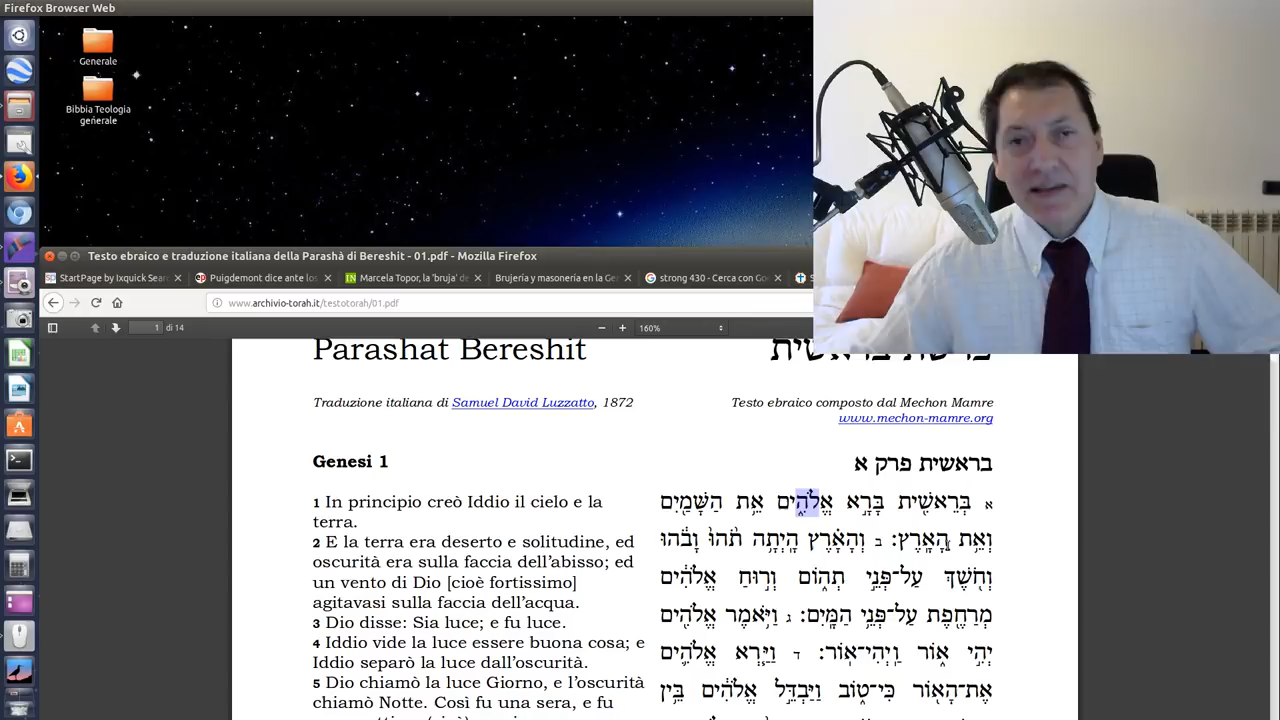 Firefox Browser Web
Generale
Bibbia Teologia
generale
Testo ebraico e traduzione italiana della Parashà di Bereshit - 01.pdf - Mozilla Firefox
StartPage by Ixquick Sear
Puigdemont dice ante los
Marcela Topor, la 'bruja' de
Brujería y masonería en la Ge
strong 430 - Cerca con Go
www.archivio-torah.it/testotorah/01.pdf
1 di 14
160%
Parashat Bereshit
פרשת בראשית
Traduzione italiana di Samuel David Luzzatto, 1872
Testo ebraico composto dal Mechon Mamre
www.mechon-mamre.org
Genesi 1
בראשית פרק א
1 In principio creò Iddio il cielo e la
terra.
2 E la terra era deserto e solitudine, ed
oscurità era sulla faccia dell'abisso; ed
un vento di Dio [cioè fortissimo]
agitavasi sulla faccia dell'acqua.
3 Dio disse: Sia luce; e fu luce.
4 Iddio vide la luce essere buona cosa; e
Iddio separò la luce dall'oscurità.
5 Dio chiamò la luce Giorno, e l'oscurità
chiamò Notte. Così fu una sera, e fu
א בְּרֵאשִׁ֖ית בָּרָ֣א אֱלֹהִ֑ים אֵ֥ת הַשָּׁמַ֖יִם
וְאֵ֥ת הָאָֽרֶץ׃ ב וְהָאָ֗רֶץ הָיְתָ֥ה תֹ֙הוּ֙ וָבֹ֔הוּ
וְחֹ֖שֶׁךְ עַל־פְּנֵ֣י תְה֑וֹם וְר֣וּחַ אֱלֹהִ֔ים
מְרַחֶ֖פֶת עַל־פְּנֵ֥י הַמָּֽיִם׃ ג וַיֹּ֥אמֶר אֱלֹהִ֖ים
יְהִ֣י א֑וֹר וַֽיְהִי־אֽוֹר׃ ד וַיַּ֧רְא אֱלֹהִ֛ים
אֶת־הָא֖וֹר כִּי־ט֑וֹב וַיַּבְדֵּ֣ל אֱלֹהִ֔ים בֵּ֥ין